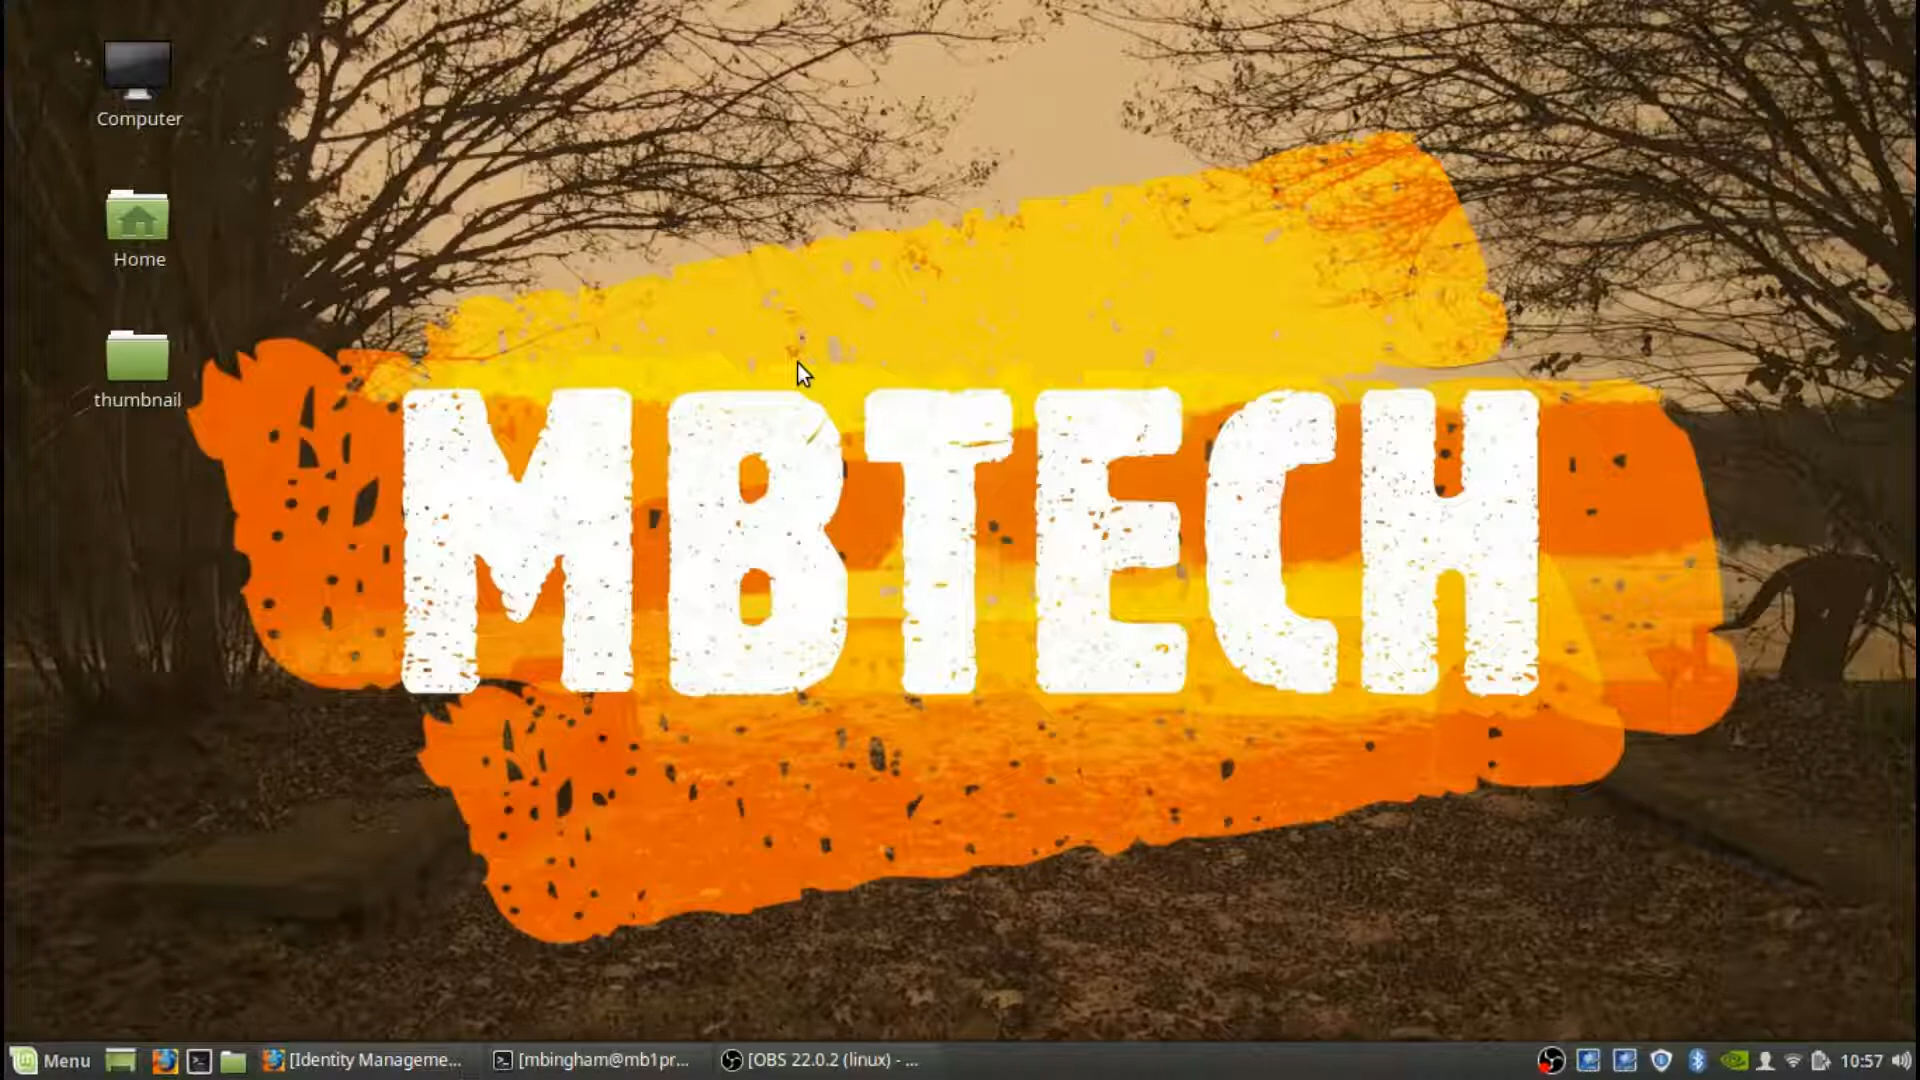 Computer
Home
thumbnail
MBTECH
Menu
[Identity Manageme...
[mbingham@mb1pr...
[OBS 22.0.2 (linux) - ...
10:57